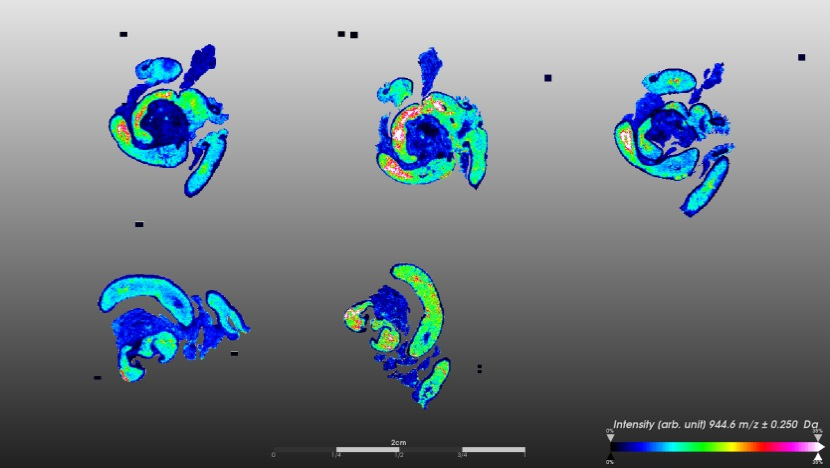 Intensity (arb. unit) 944.6 m/z ± 0.250 Da
0% 35%
0% 35%
2cm
0 1/4 1/2 3/4 1